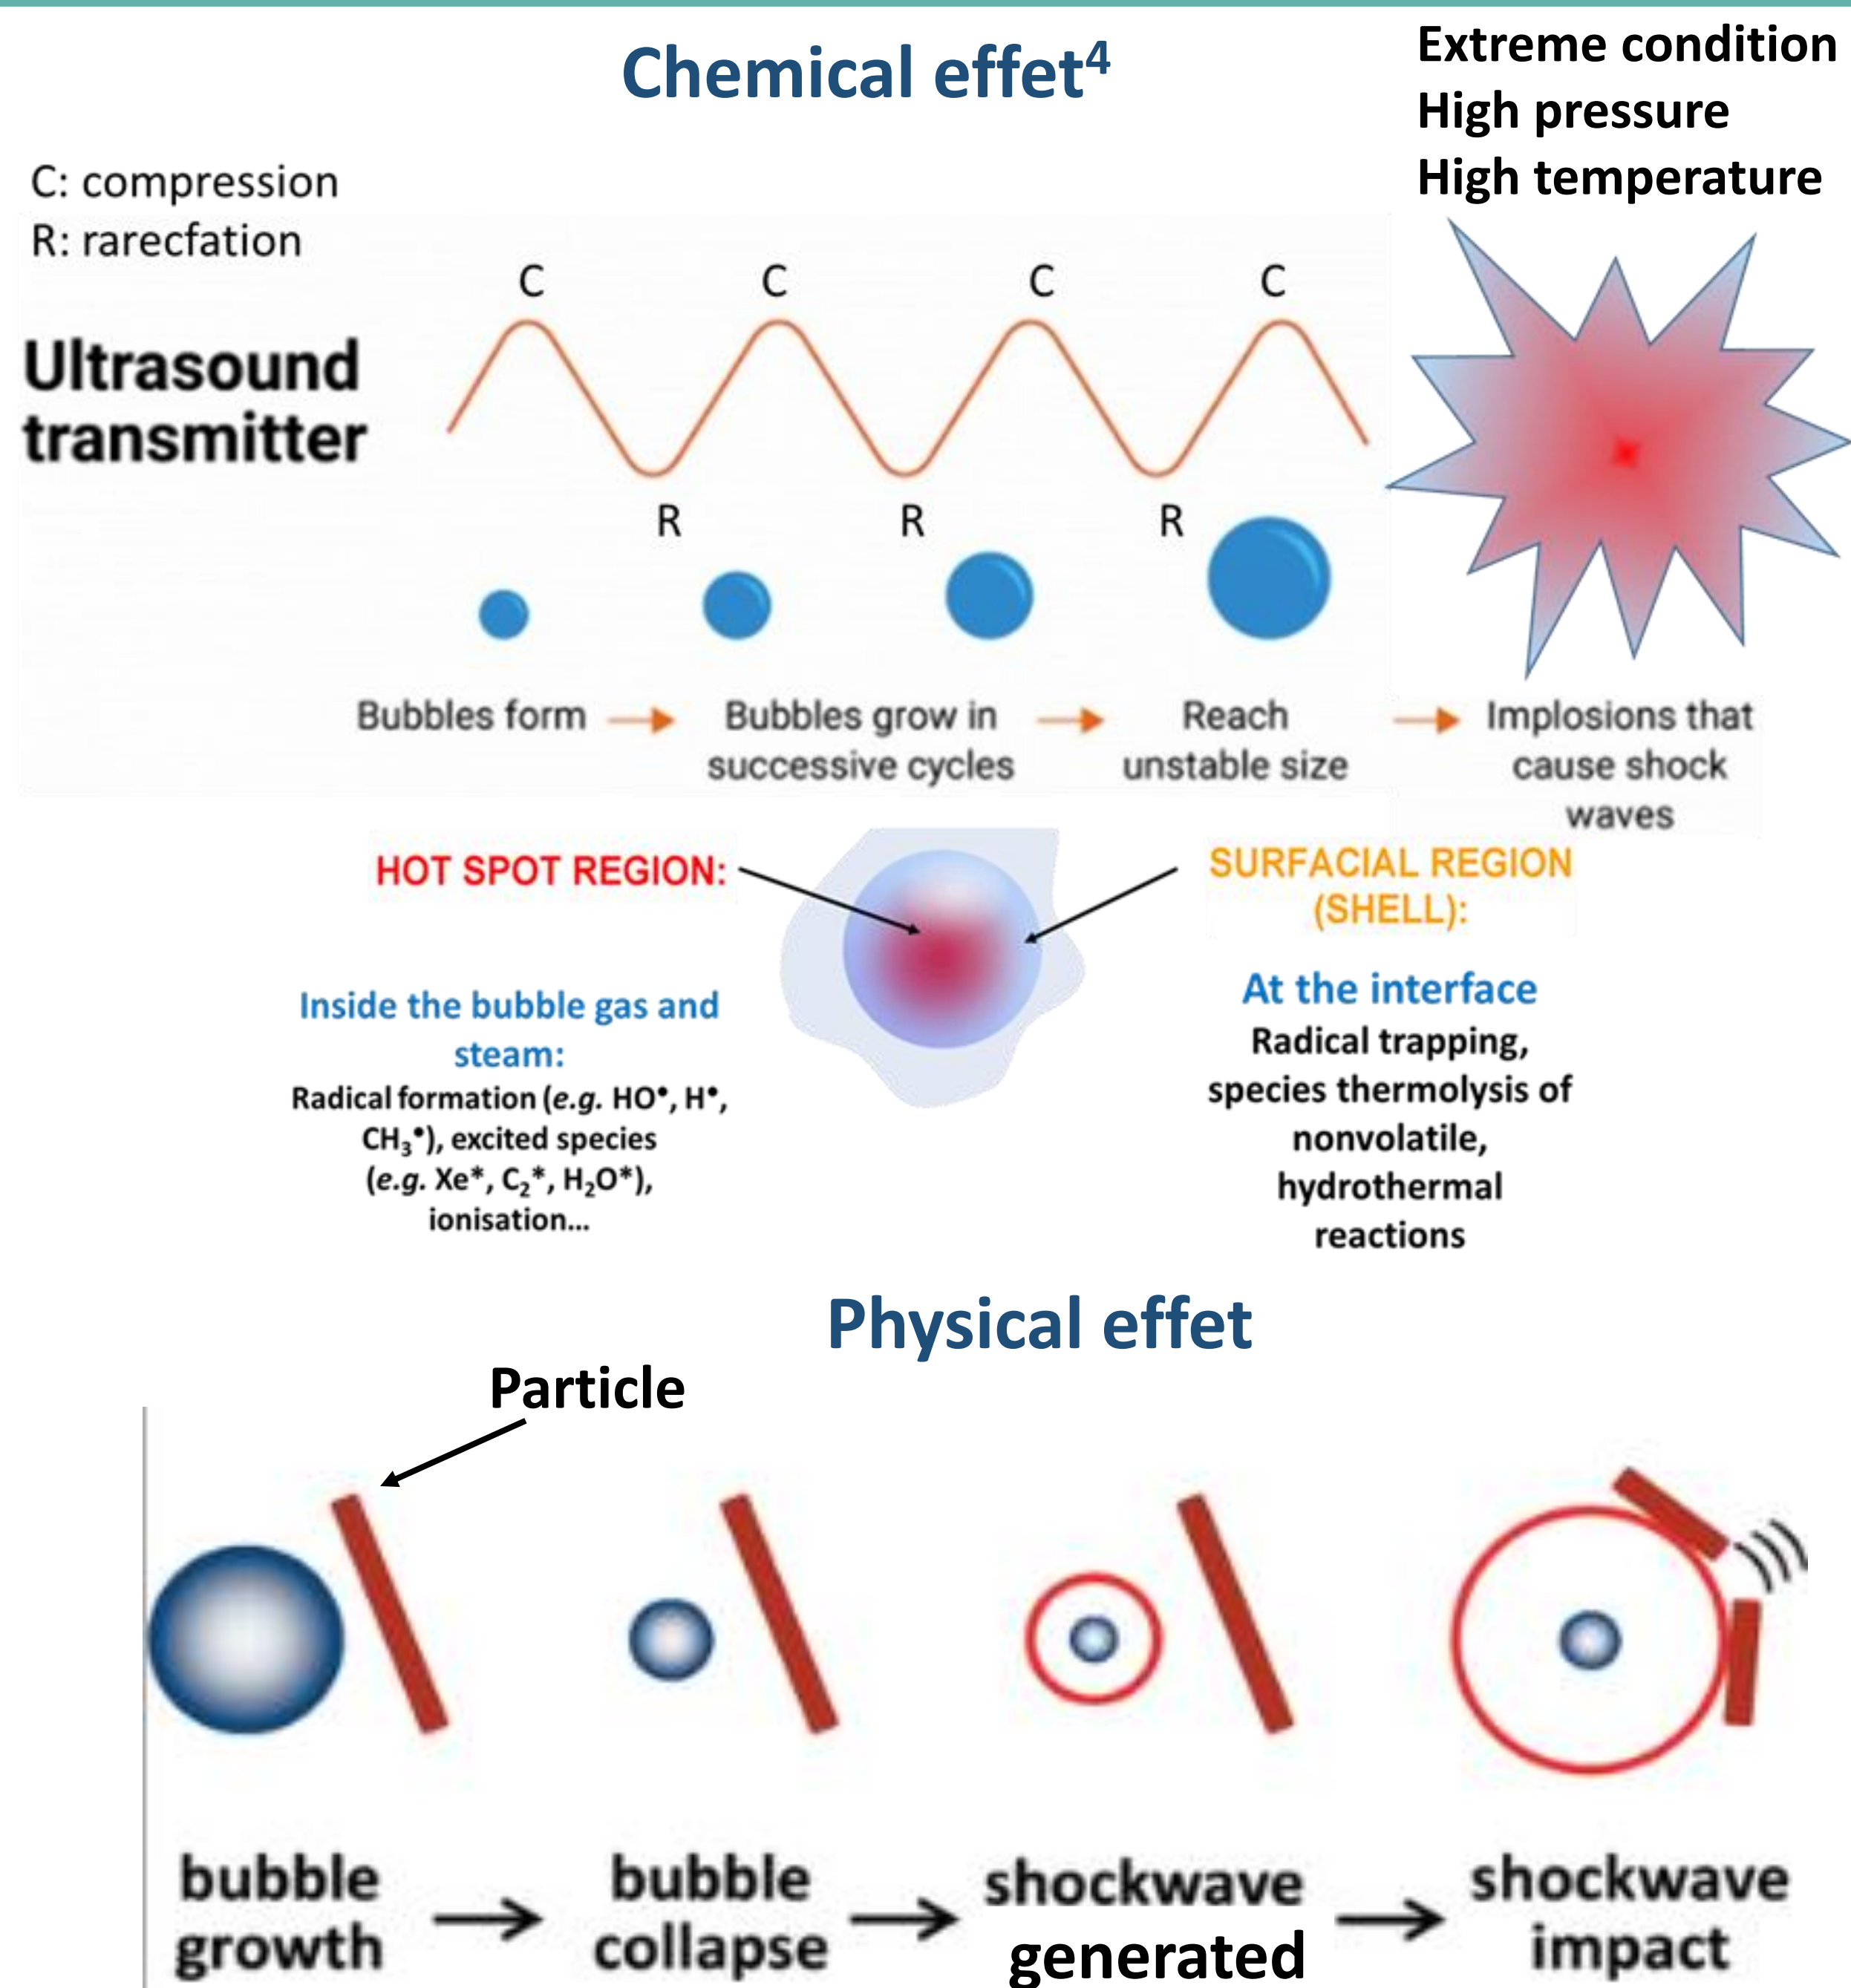 Chemical effet⁴
Extreme condition
High pressure
High temperature
C: compression
R: rarecfation
C C C C
Ultrasound
transmitter
R R R
Bubbles form → Bubbles grow in
successive cycles → Reach
unstable size → Implosions that
cause shock
waves
HOT SPOT REGION:
Inside the bubble gas and
steam:
Radical formation (e.g. HO•, H•,
CH₃•), excited species
(e.g. Xe*, C₂*, H₂O*),
ionisation...
SURFACIAL REGION
(SHELL):
At the interface
Radical trapping,
species thermolysis of
nonvolatile,
hydrothermal
reactions
Physical effet
Particle
bubble
growth →
bubble
collapse →
shockwave
generated →
shockwave
impact